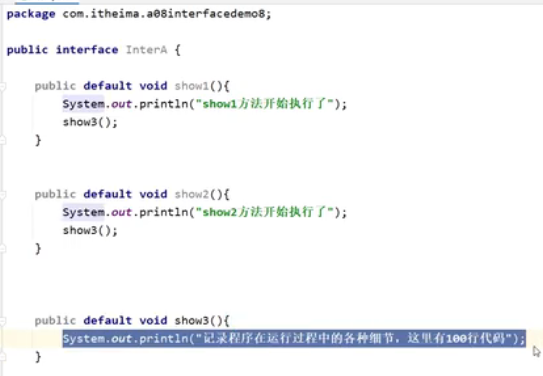 package com.itheima.a08interfacedemo8;
public interface InterA {
public default void show1(){
System.out.println("show1方法开始执行了");
show3();
}
public default void show2(){
System.out.println("show2方法开始执行了");
show3();
}
public default void show3(){
System.out.println("记录程序在运行过程中的各种细节，这里有100行代码");
}